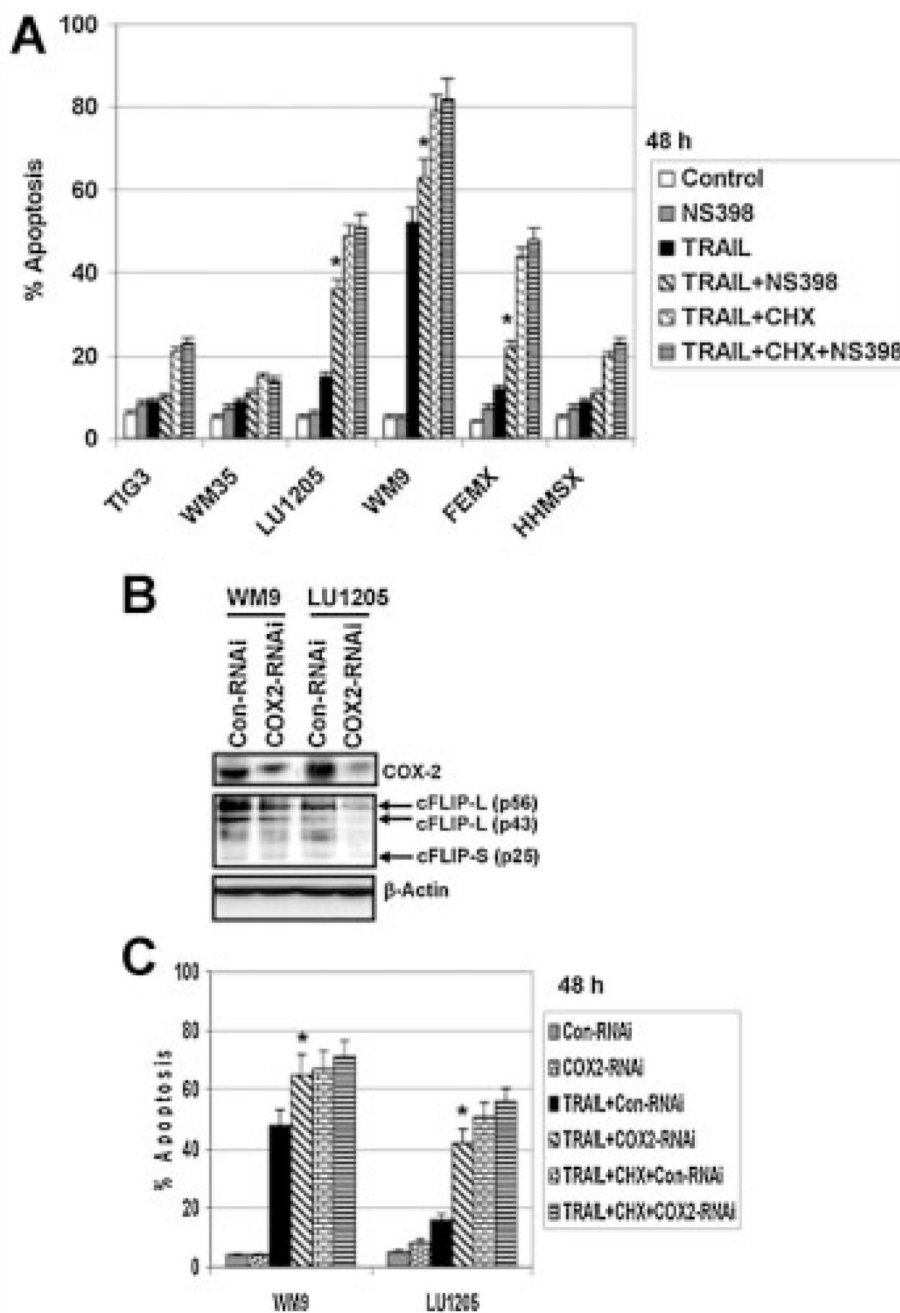 A
100
80
60
40
20
0
% Apoptosis
* * *
TIG3 WM35 LU1205 WM9 FEMX HHMSX
48 h
Control
NS398
TRAIL
TRAIL+NS398
TRAIL+CHX
TRAIL+CHX+NS398
B
WM9 LU1205
Con-RNAi COX2-RNAi Con-RNAi COX2-RNAi
COX-2
cFLIP-L (p56)
cFLIP-L (p43)
cFLIP-S (p25)
β-Actin
C
100
80
60
40
20
0
% Apoptosis
* *
WM9 LU1205
48 h
Con-RNAi
COX2-RNAi
TRAIL+Con-RNAi
TRAIL+COX2-RNAi
TRAIL+CHX+Con-RNAi
TRAIL+CHX+COX2-RNAi